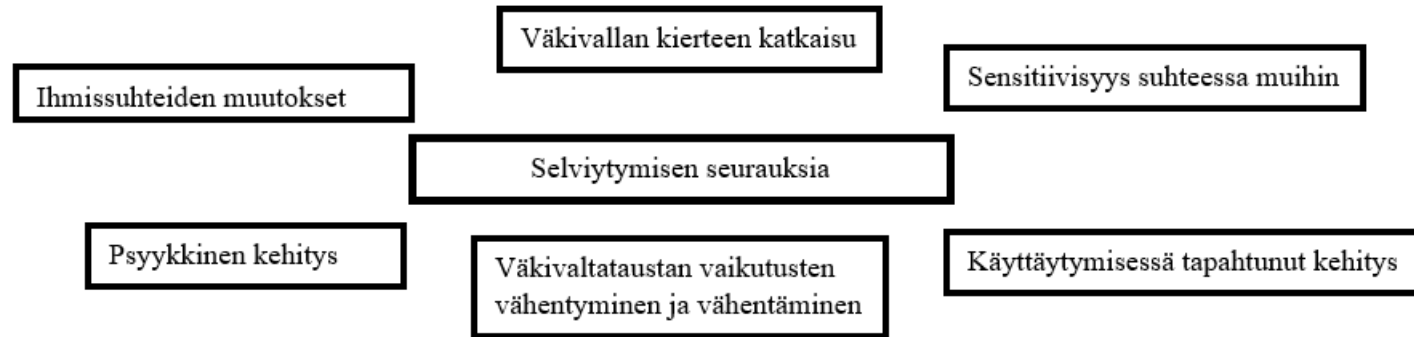 Väkivallan kierteen katkaisu
Ihmissuhteiden muutokset
Sensitiivisyys suhteessa muihin
Selviytymisen seurauksia
Psyykkinen kehitys
Väkivaltataustan vaikutusten
vähentyminen ja vähentäminen
Käyttäytymisessä tapahtunut kehitys